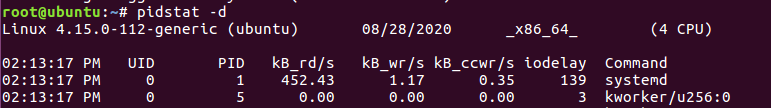 root@ubuntu:~# pidstat -d
Linux 4.15.0-112-generic (ubuntu) 08/28/2020 _x86_64_ (4 CPU)
02:13:17 PM UID PID kB_rd/s kB_wr/s kB_ccwr/s iodelay Command
02:13:17 PM 0 1 452.43 1.17 0.35 139 systemd
02:13:17 PM 0 5 0.00 0.00 0.00 3 kworker/u256:0